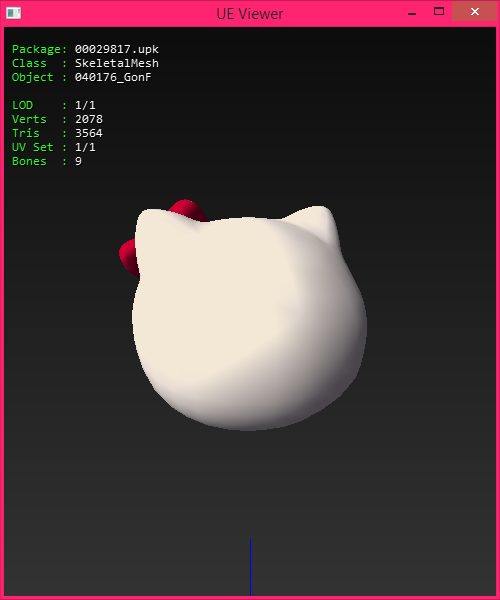 UE Viewer
Package: 00029817.upk
Class : SkeletalMesh
Object : 040176_GonF
LOD : 1/1
Verts : 2078
Tris : 3564
UV Set : 1/1
Bones : 9